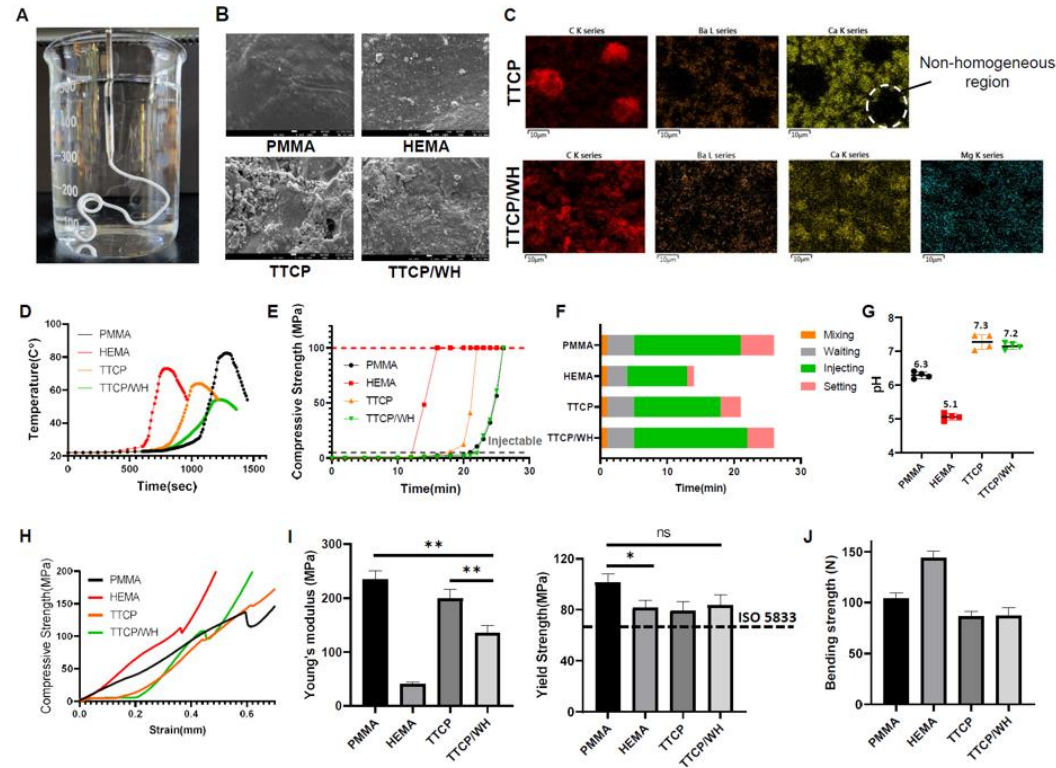 A
B
C
500
300
200
100
PMMA
HEMA
TTCP
TTCP/WH
TTCP
C K series
Ba L series
Ca K series
Non-homogeneous
region
10μm
10μm
10μm
TTCP/WH
C K series
Ba L series
Ca K series
Mg K series
10μm
10μm
10μm
10μm
D
Temperature(C°)
100
80
60
40
20
0
500
1000
1500
Time(sec)
PMMA
HEMA
TTCP
TTCP/WH
E
Compressive Strength (MPa)
100
50
0
0
10
20
30
Time(min)
PMMA
HEMA
TTCP
TTCP/WH
Injectable
F
PMMA
HEMA
TTCP
TTCP/WH
0
10
20
30
Time(min)
Mixing
Waiting
Injecting
Setting
G
pH
8
6
4
6.3
5.1
7.3
7.2
PMMA
HEMA
TTCP
TTCP/WH
H
Compressive Strength(MPa)
200
150
100
50
0
0.0
0.2
0.4
0.6
Strain(mm)
PMMA
HEMA
TTCP
TTCP/WH
I
Young's modulus (MPa)
300
200
100
0
**
**
PMMA
HEMA
TTCP
TTCP/WH
Yield Strength(MPa)
120
80
60
40
0
ns
*
ISO 5833
PMMA
HEMA
TTCP
TTCP/WH
J
Bending strength (N)
150
100
50
0
PMMA
HEMA
TTCP
TTCP/WH